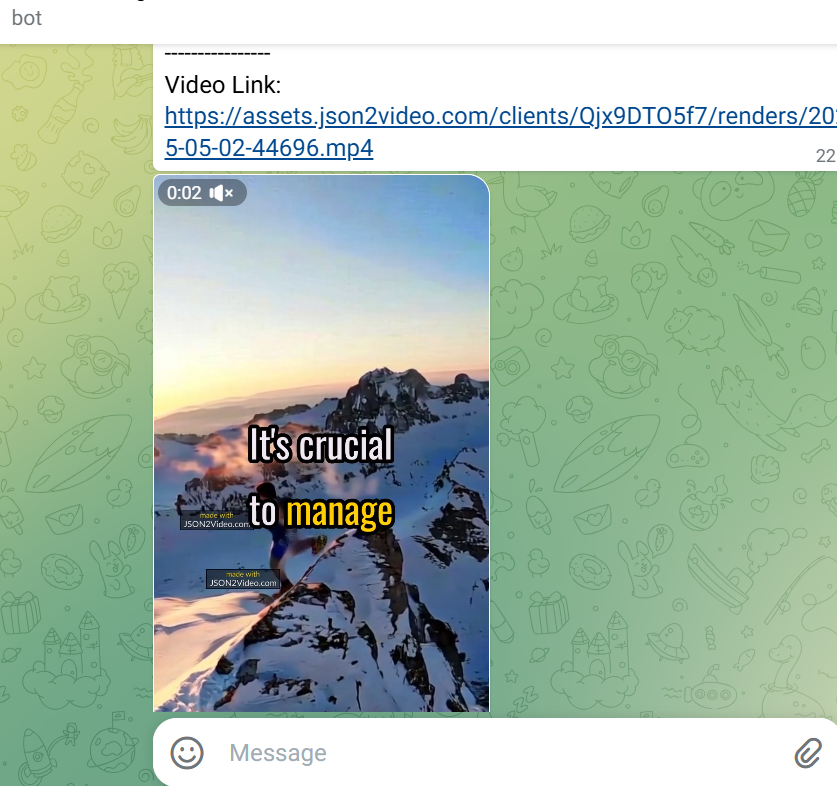 bot
----------------
Video Link:
https://assets.json2video.com/clients/Qjx9DTO5f7/renders/20
5-05-02-44696.mp4
22
0:02
It's crucial
to manage
made with
JSON2Video.com
made with
JSON2Video.com
Message